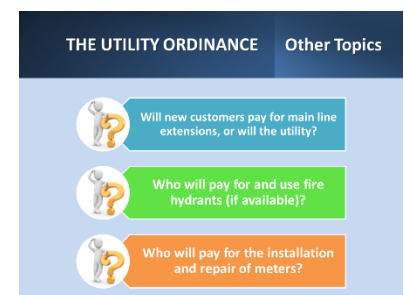 THE UTILITY ORDINANCE Other Topics
Will new customers pay for main line
extensions, or will the utility?
Who will pay for and use fire
hydrants (if available)?
Who will pay for the installation
and repair of meters?